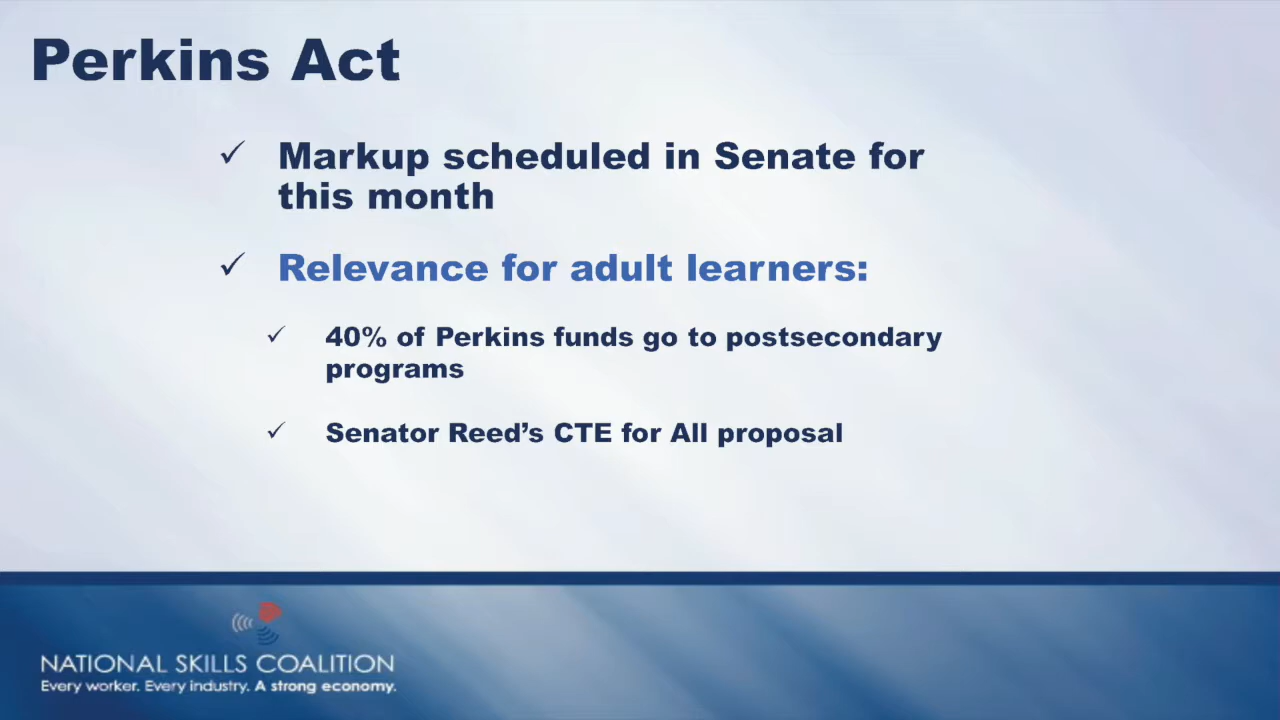 Perkins Act
✓ Markup scheduled in Senate for
this month
✓ Relevance for adult learners:
✓ 40% of Perkins funds go to postsecondary
programs
✓ Senator Reed’s CTE for All proposal
NATIONAL SKILLS COALITION
Every worker. Every industry. A strong economy.